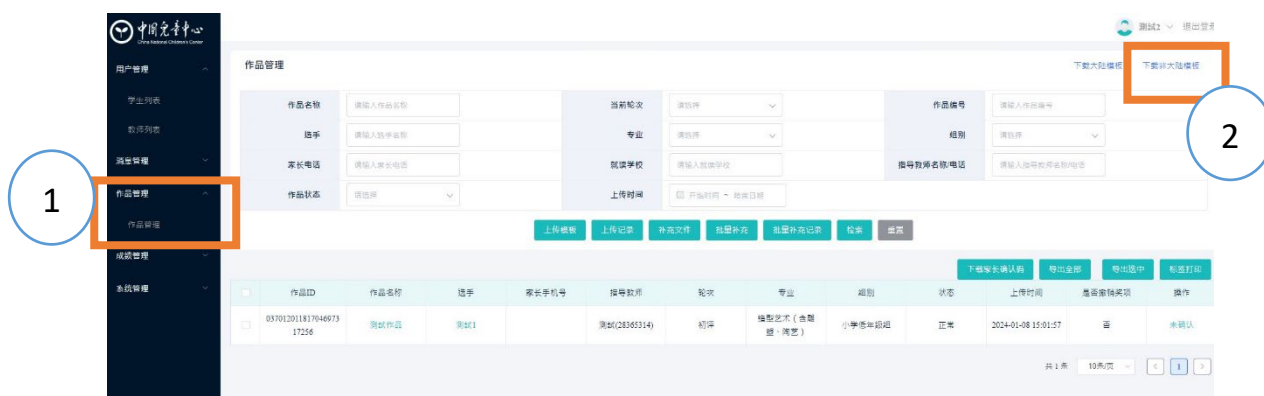 中国儿童中心
China National Children's Center
测试2 退出登录
用户管理
学生列表
教师列表
消息管理
作品管理
作品管理
成绩管理
系统管理
1
2
作品管理 下载大陆模板 下载非大陆模板
作品名称 请输入作品名称 当前轮次 请选择 作品编号 请输入作品编号
选手 请输入选手名称 专业 请选择 组别 请选择
家长电话 请输入家长电话 就读学校 请输入就读学校 指导教师名称/电话 请输入指导教师名称/电话
作品状态 请选择 上传时间 开始时间 ~ 结束日期
上传模板 上传记录 补充文件 批量补充 批量补充记录 检索 重置
下载家长确认函 导出全部 导出选中 标签打印
作品ID 作品名称 选手 家长手机号 指导教师 轮次 专业 组别 状态 上传时间 是否撤销奖项 操作
037012011817046973
17256 测试作品 测试1 测试(28365314) 初评 造型艺术（含雕
塑、陶艺） 小学低年级组 正常 2024-01-08 15:01:57 否 未确认
共 1 条 10条/页 < 1 >